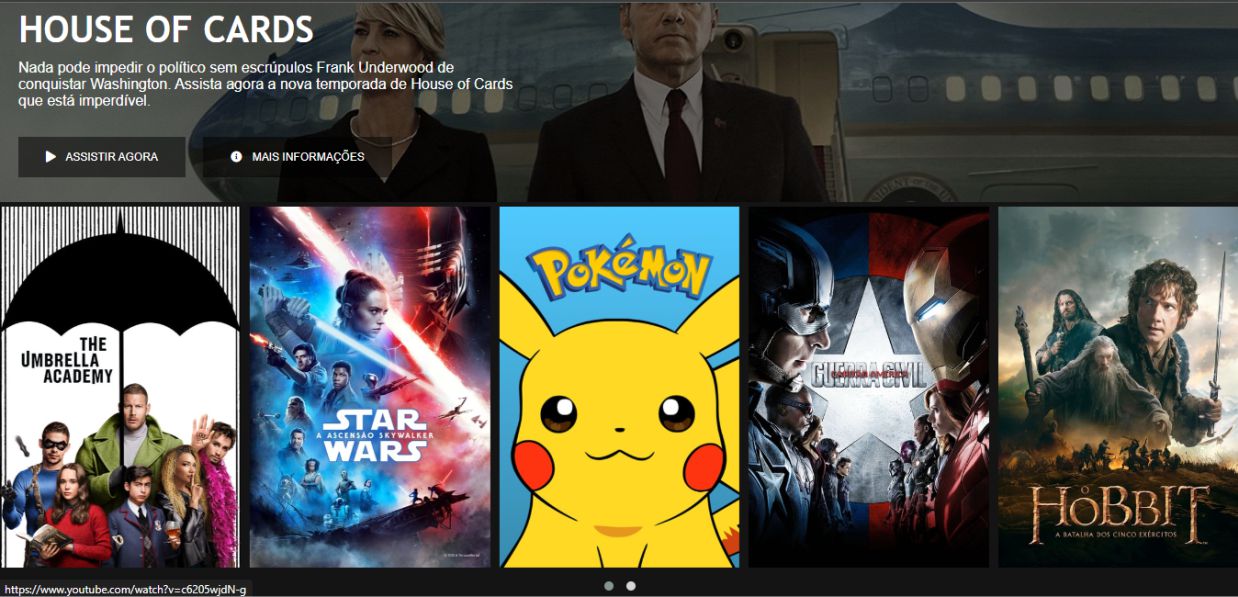 HOUSE OF CARDS
Nada pode impedir o político sem escrúpulos Frank Underwood de
conquistar Washington. Assista agora a nova temporada de House of Cards
que está imperdível.
ASSISTIR AGORA
MAIS INFORMAÇÕES
THE
UMBRELLA
ACADEMY
STAR
A ASCENSÃO SKYWALKER
WARS
POKÉMON
CAPITÃO AMÉRICA
GUERRA CIVIL
O
HOBBIT
A BATALHA DOS CINCO EXÉRCITOS
https://www.youtube.com/watch?v=c6205wjdN-g